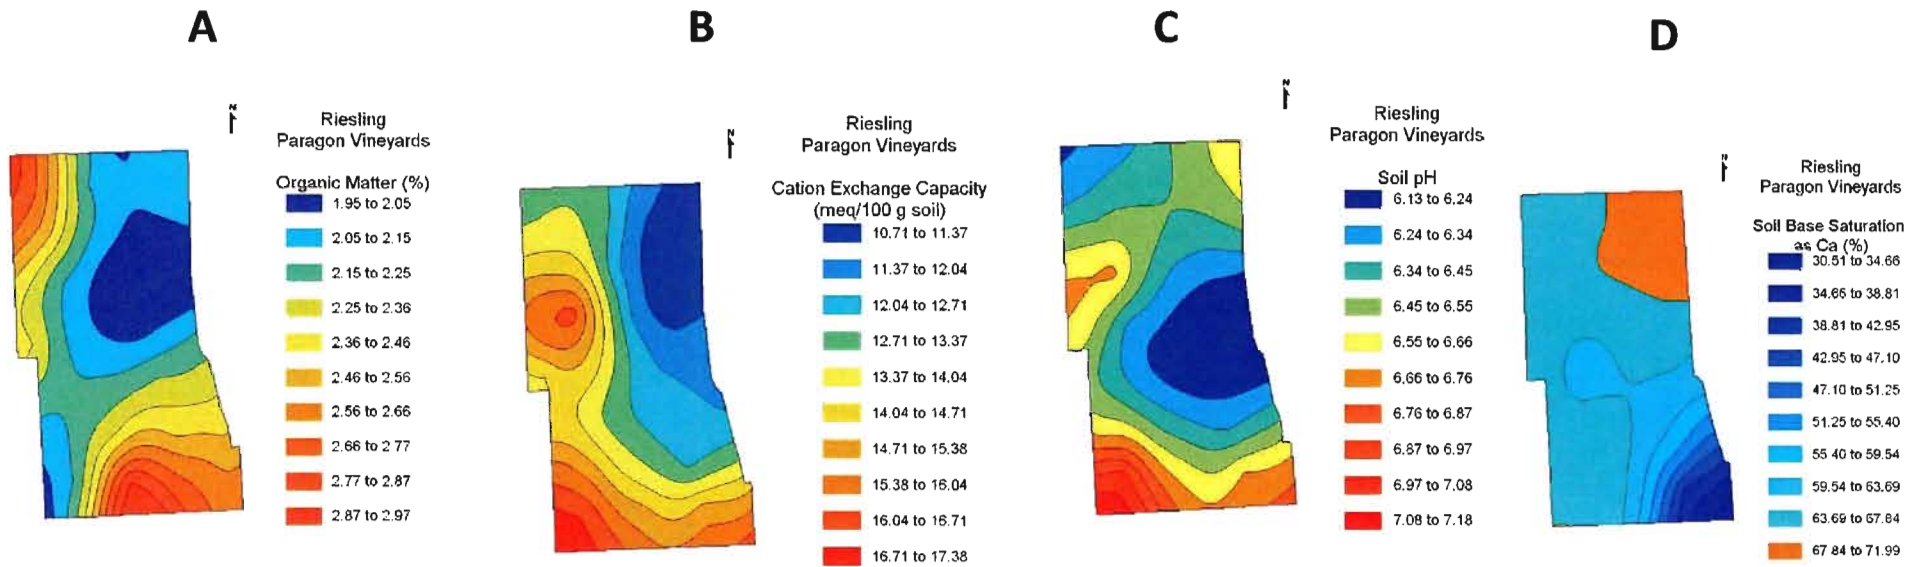 A
N
Riesling
Paragon Vineyards
Organic Matter (%)
1.95 to 2.05
2.05 to 2.15
2.15 to 2.25
2.25 to 2.36
2.36 to 2.46
2.46 to 2.56
2.56 to 2.66
2.66 to 2.77
2.77 to 2.87
2.87 to 2.97
B
N
Riesling
Paragon Vineyards
Cation Exchange Capacity
(meq/100 g soil)
10.71 to 11.37
11.37 to 12.04
12.04 to 12.71
12.71 to 13.37
13.37 to 14.04
14.04 to 14.71
14.71 to 15.38
15.38 to 16.04
16.04 to 16.71
16.71 to 17.38
C
N
Riesling
Paragon Vineyards
Soil pH
6.13 to 6.24
6.24 to 6.34
6.34 to 6.45
6.45 to 6.55
6.55 to 6.66
6.66 to 6.76
6.76 to 6.87
6.87 to 6.97
6.97 to 7.08
7.08 to 7.18
D
N
Riesling
Paragon Vineyards
Soil Base Saturation
as Ca (%)
30.51 to 34.66
34.66 to 38.81
38.81 to 42.95
42.95 to 47.10
47.10 to 51.25
51.25 to 55.40
55.40 to 59.54
59.54 to 63.69
63.69 to 67.84
67.84 to 71.99